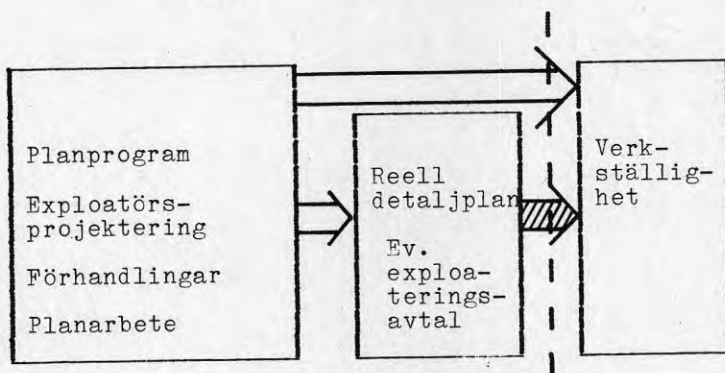 Planprogram
Exploatörs-
projektering
Förhandlingar
Planarbete
Reell
detaljplan
Ev.
exploa-
terings-
avtal
Verk-
ställig-
het